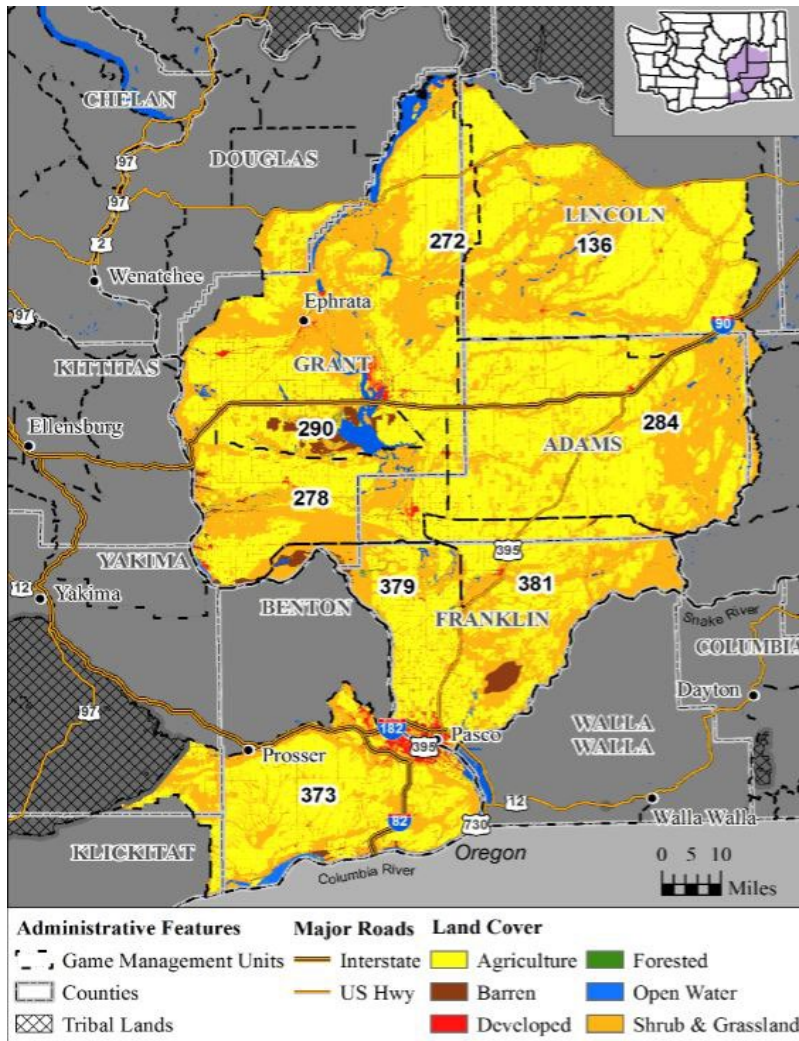 CHELAN
DOUGLAS
97
97
2
Wenatchee
97
LINCOLN
272
136
Ephrata
90
KITTITAS
GRANT
Ellensburg
290
284
ADAMS
278
395
YAKIMA
12
Yakima
BENTON
379
381
FRANKLIN
Snake River
COLUMBIA
Dayton
97
182
395
Pasco
WALLA
WALLA
Prosser
373
12
82
730
Walla Walla
KLICKITAT
Oregon
Columbia River
0 5 10
Miles
Administrative Features
Game Management Units
Counties
Tribal Lands
Major Roads
Interstate
US Hwy
Land Cover
Agriculture
Barren
Developed
Forested
Open Water
Shrub & Grassland